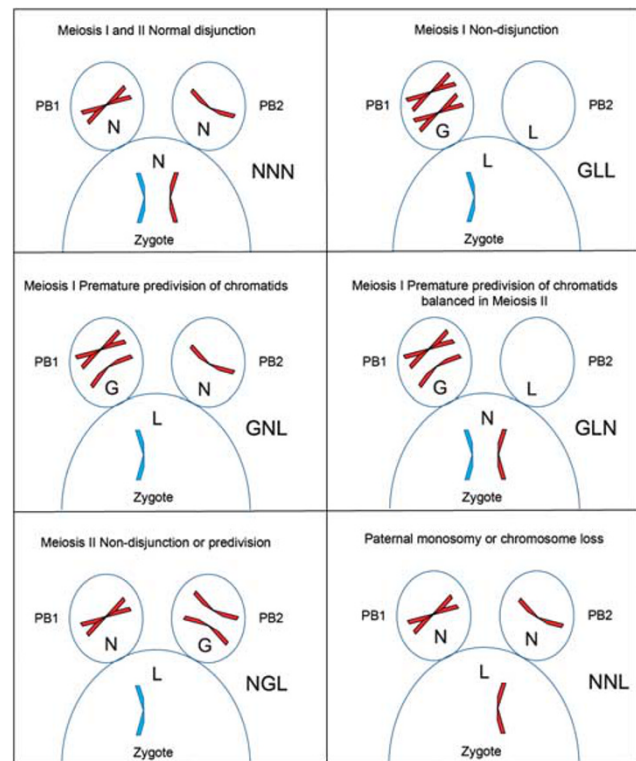 Meiosis I and II Normal disjunction
PB1
N
N
PB2
N
NNN
Zygote
Meiosis I Non-disjunction
PB1
G
L
PB2
L
GLL
Zygote
Meiosis I Premature predivision of chromatids
PB1
G
N
PB2
L
GNL
Zygote
Meiosis I Premature predivision of chromatids
balanced in Meiosis II
PB1
G
L
PB2
N
GLN
Zygote
Meiosis II Non-disjunction or predivision
PB1
N
G
PB2
L
NGL
Zygote
Paternal monosomy or chromosome loss
PB1
N
N
PB2
L
NNL
Zygote